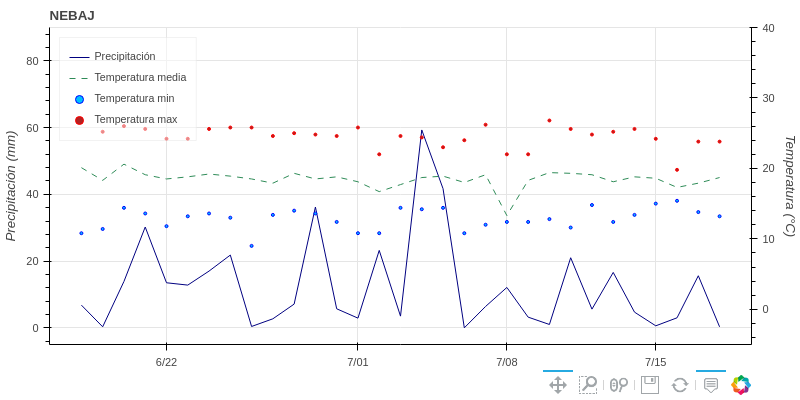 NEBAJ
Precipitación
Temperatura media
Temperatura min
Temperatura max
Precipitación (mm)
80
60
40
20
0
Temperatura (°C)
40
30
20
10
0
6/22
7/01
7/08
7/15